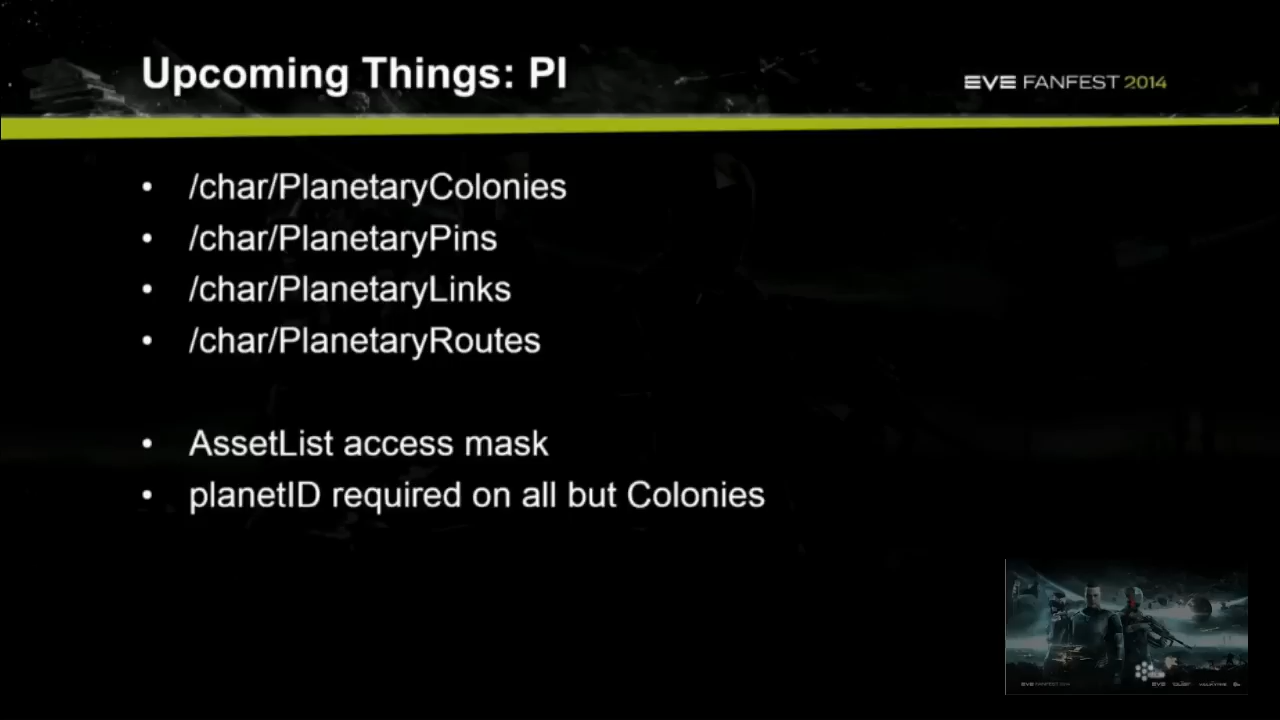 Upcoming Things: PI
EVE FANFEST 2014
• /char/PlanetaryColonies
• /char/PlanetaryPins
• /char/PlanetaryLinks
• /char/PlanetaryRoutes
• AssetList access mask
• planetID required on all but Colonies